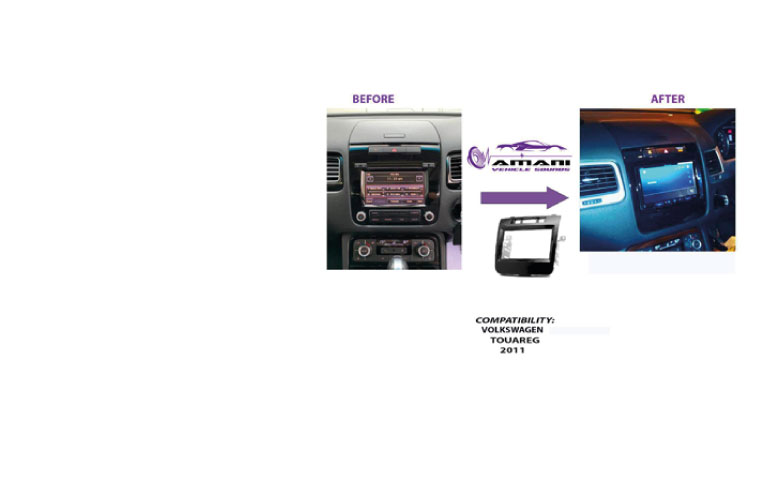 BEFORE
AFTER
AMANI
VEHICLE SOUNDS
COMPATIBILITY:
VOLKSWAGEN
TOUAREG
2011